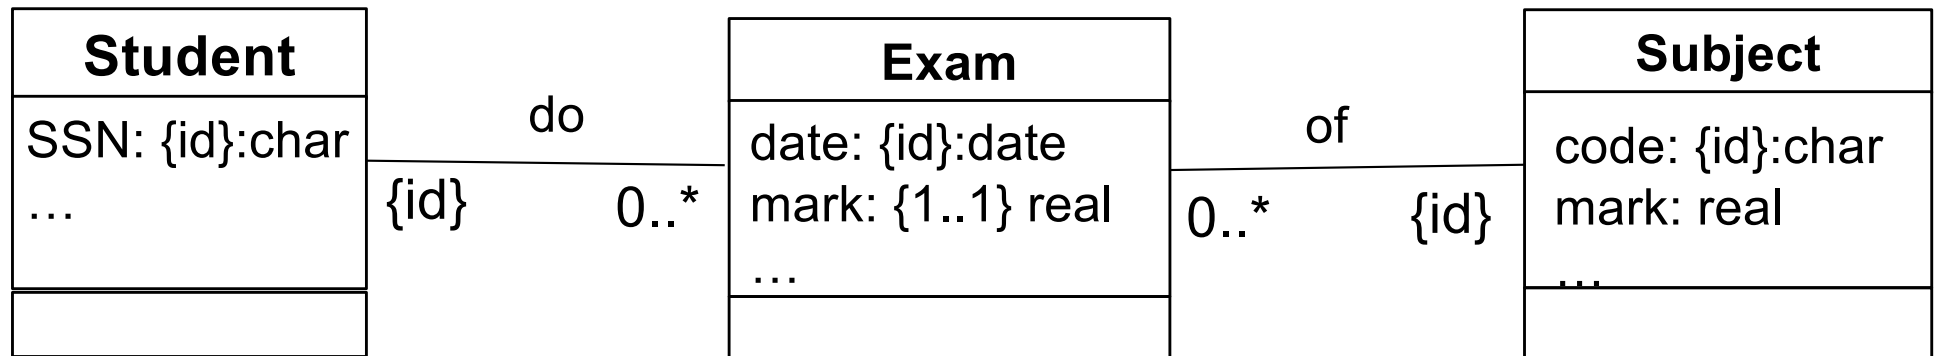 Student
SSN: {id}:char
…
do
{id}
0..*
Exam
date: {id}:date
mark: {1..1} real
…
of
0..*
{id}
Subject
code: {id}:char
mark: real
…